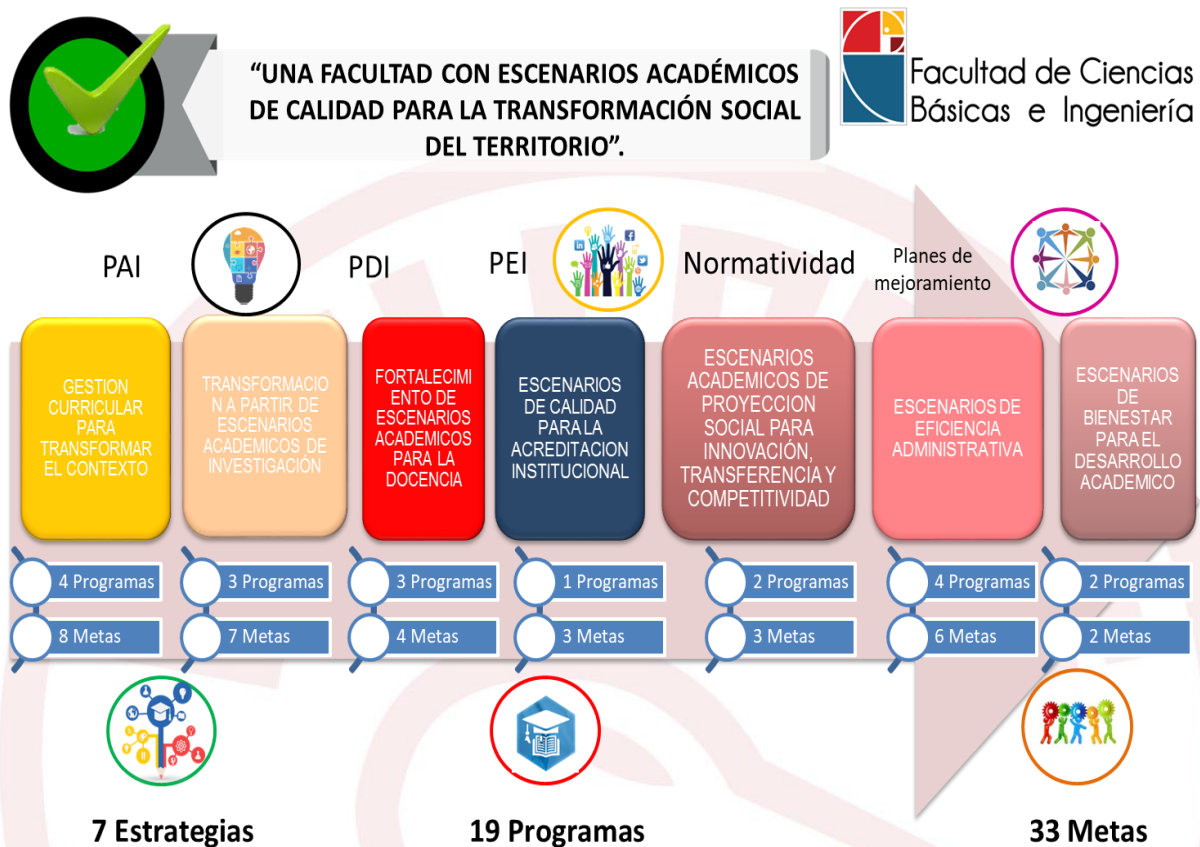 “UNA FACULTAD CON ESCENARIOS ACADÉMICOS
DE CALIDAD PARA LA TRANSFORMACIÓN SOCIAL
DEL TERRITORIO”.
Facultad de Ciencias
Básicas e Ingeniería
PAI
PDI
PEI
Normatividad
Planes de
mejoramiento
GESTION
CURRICULAR
PARA
TRANSFORMAR
EL CONTEXTO
TRANSFORMACIO
N A PARTIR DE
ESCENARIOS
ACADEMICOS DE
INVESTIGACIÓN
FORTALECIMI
ENTO DE
ESCENARIOS
ACADEMICOS
PARA LA
DOCENCIA
ESCENARIOS
DE CALIDAD
PARA LA
ACREDITACION
INSTITUCIONAL
ESCENARIOS
ACADEMICOS DE
PROYECCION
SOCIAL PARA
INNOVACIÓN,
TRANSFERENCIA Y
COMPETITIVIDAD
ESCENARIOS DE
EFICIENCIA
ADMINISTRATIVA
ESCENARIOS
DE
BIENESTAR
PARA EL
DESARROLLO
ACADEMICO
4 Programas
3 Programas
3 Programas
1 Programas
2 Programas
4 Programas
2 Programas
8 Metas
7 Metas
4 Metas
3 Metas
3 Metas
6 Metas
2 Metas
7 Estrategias
19 Programas
33 Metas